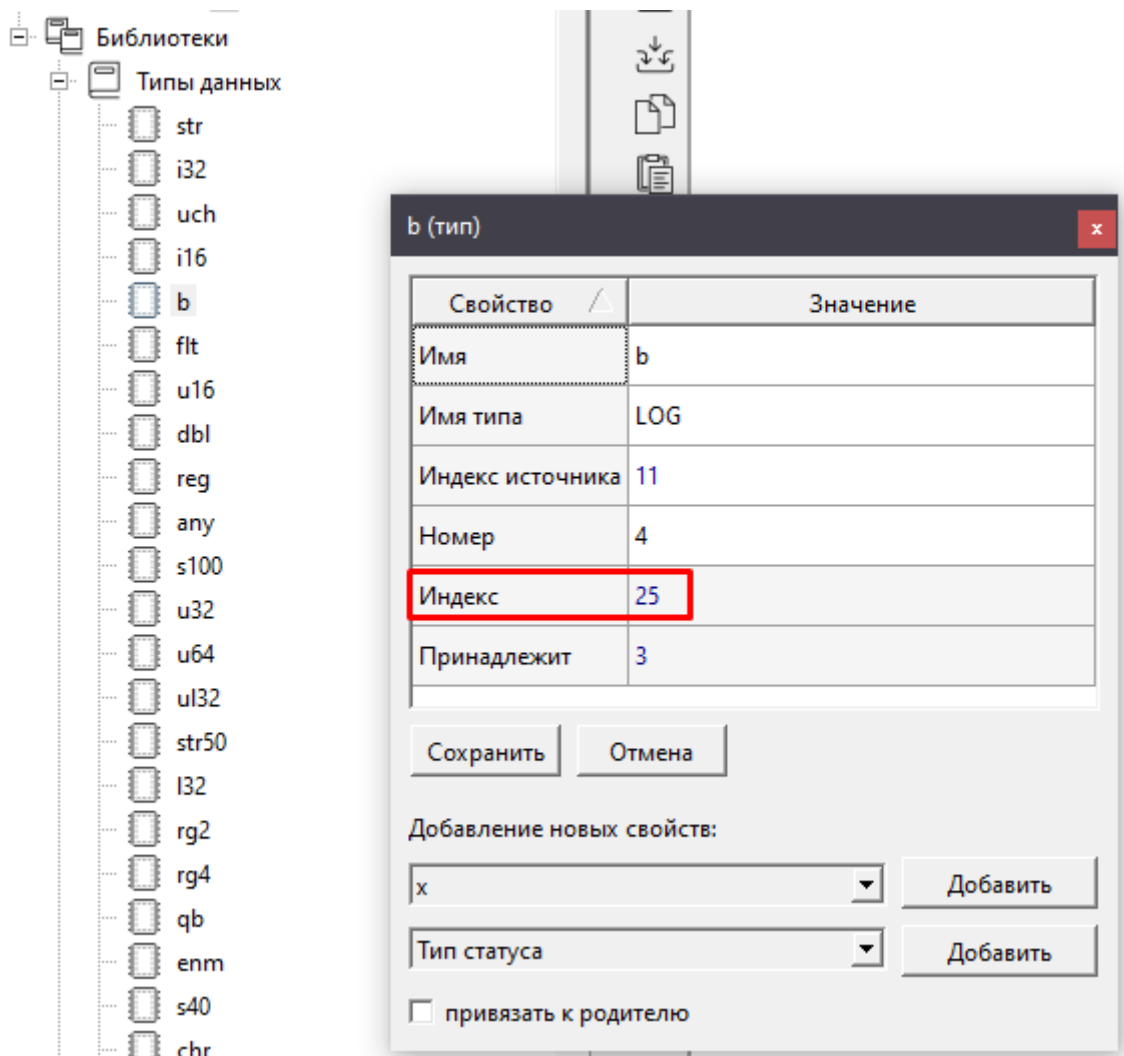 Библиотеки
Типы данных
str
i32
uch
i16
b
flt
u16
dbl
reg
any
s100
u32
u64
ul32
str50
l32
rg2
rg4
qb
enm
s40
chr
b (тип)
x
Свойство Значение
Имя b
Имя типа LOG
Индекс источника 11
Номер 4
Индекс 25
Принадлежит 3
Сохранить Отмена
Добавление новых свойств:
x Добавить
Тип статуса Добавить
привязать к родителю